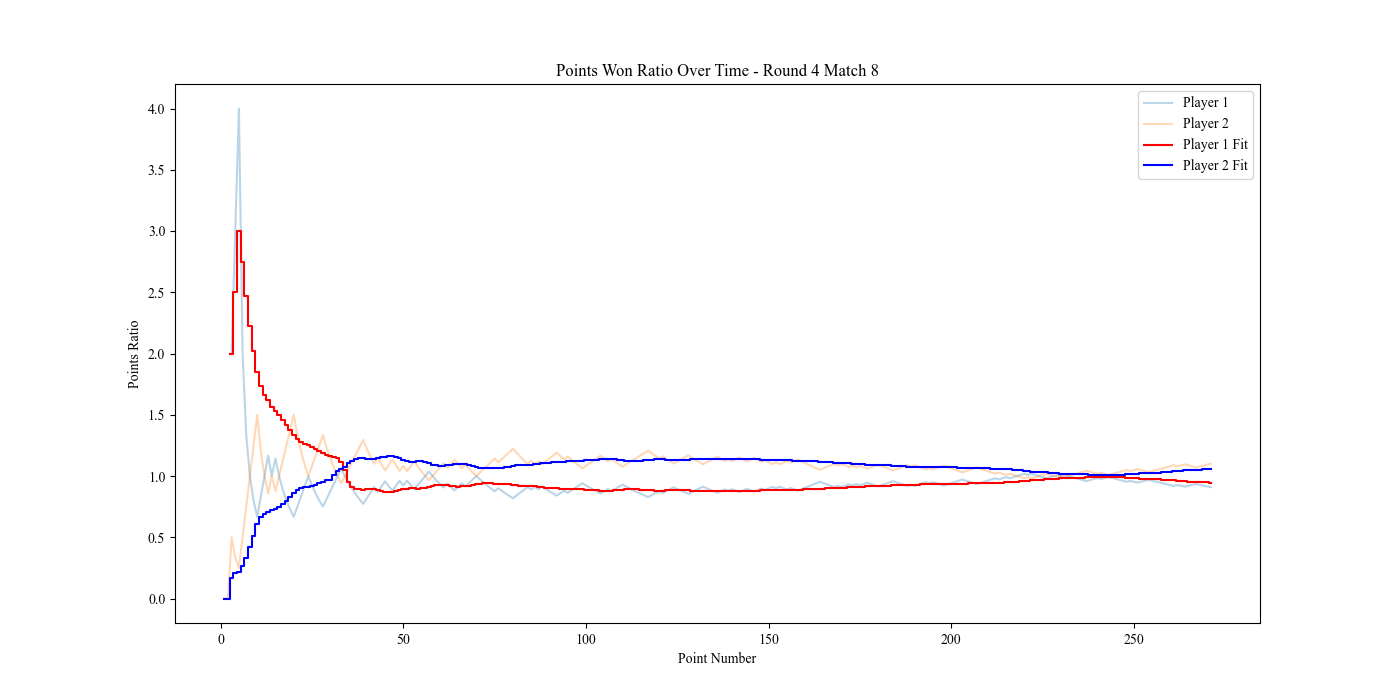 Points Won Ratio Over Time - Round 4 Match 8
Player 1
Player 2
Player 1 Fit
Player 2 Fit
Points Ratio
4.0
3.5
3.0
2.5
2.0
1.5
1.0
0.5
0.0
0 50 100 150 200 250
Point Number